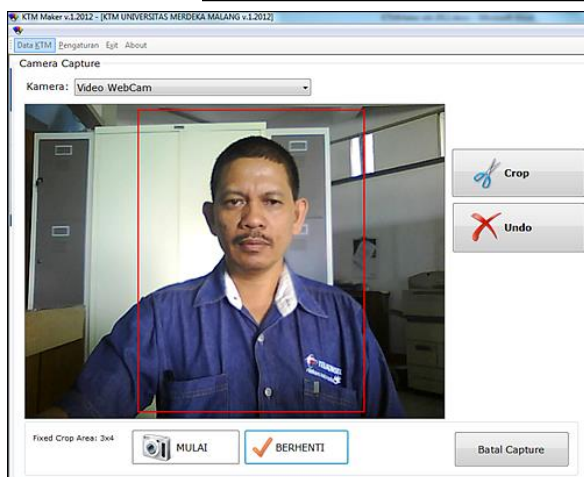 KTM Maker v.1.2012 - [KTM UNIVERSITAS MERDEKA MALANG v.1.2012]
Data KTM Pengaturan Exit About
Camera Capture
Kamera: Video WebCam
Crop
Undo
Fixed Crop Area: 3x4
MULAI
BERHENTI
Batal Capture